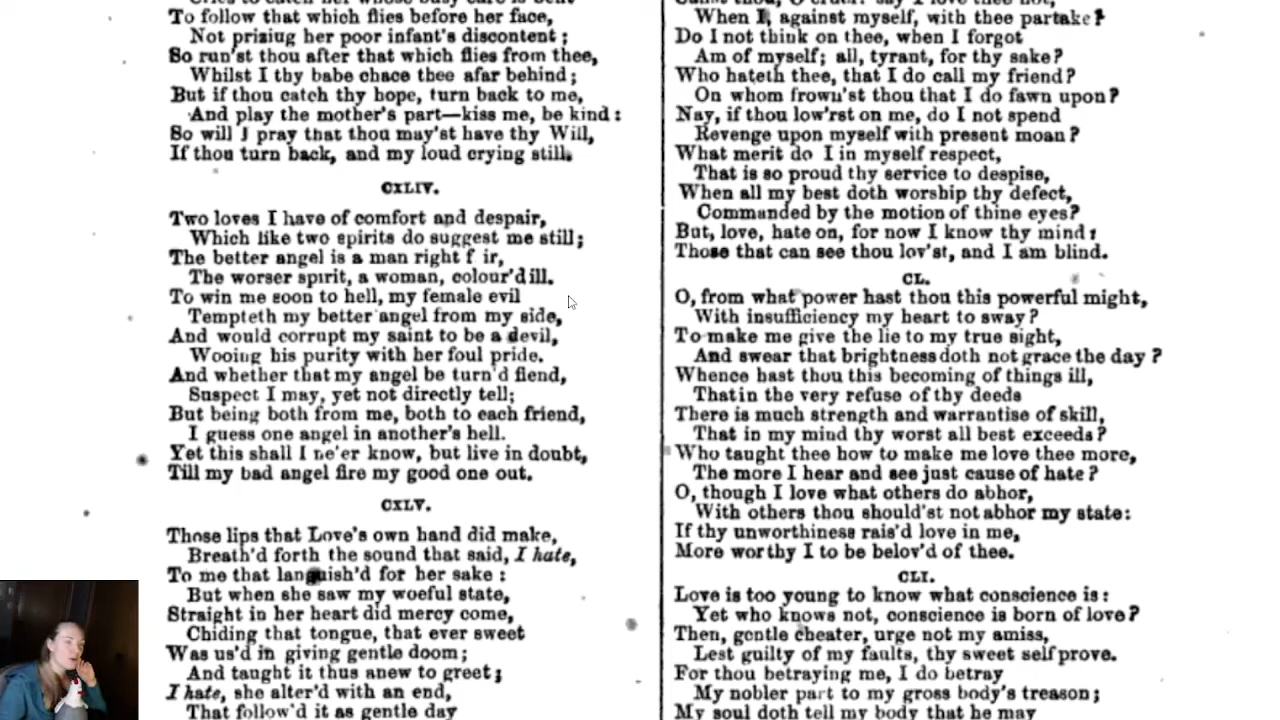 To follow that which flies before her face,
Not prizing her poor infant's discontent;
So run'st thou after that which flies from thee,
Whilst I thy babe chace thee afar behind;
But if thou catch thy hope, turn back to me,
And play the mother's part—kiss me, be kind:
So will I pray that thou may'st have thy Will,
If thou turn back, and my loud crying still.
CXLIV.
Two loves I have of comfort and despair,
Which like two spirits do suggest me still;
The better angel is a man right f ir,
The worser spirit, a woman, colour'd ill.
To win me soon to hell, my female evil
Tempteth my better angel from my side,
And would corrupt my saint to be a devil,
Wooing his purity with her foul pride.
And whether that my angel be turn'd fiend,
Suspect I may, yet not directly tell;
But being both from me, both to each friend,
I guess one angel in another's hell.
Yet this shall I ne'er know, but live in doubt,
Till my bad angel fire my good one out.
CXLV.
Those lips that Love's own hand did make,
Breath'd forth the sound that said, I hate,
To me that languish'd for her sake:
But when she saw my woeful state,
Straight in her heart did mercy come,
Chiding that tongue, that ever sweet
Was us'd in giving gentle doom;
And taught it thus anew to greet;
I hate, she alter'd with an end,
That follow'd it as gentle day
When I, against myself, with thee partake?
Do I not think on thee, when I forgot
Am of myself; all, tyrant, for thy sake?
Who hateth thee, that I do call my friend?
On whom frown'st thou that I do fawn upon?
Nay, if thou low'rst on me, do I not spend
Revenge upon myself with present moan?
What merit do I in myself respect,
That is so proud thy service to despise,
When all my best doth worship thy defect,
Commanded by the motion of thine eyes?
But, love, hate on, for now I know thy mind:
Those that can see thou lov'st, and I am blind.
CL.
O, from what power hast thou this powerful might,
With insufficiency my heart to sway?
To make me give the lie to my true sight,
And swear that brightness doth not grace the day?
Whence hast thou this becoming of things ill,
That in the very refuse of thy deeds
There is much strength and warrantise of skill,
That in my mind thy worst all best exceeds?
Who taught thee how to make me love thee more,
The more I hear and see just cause of hate?
O, though I love what others do abhor,
With others thou should'st not abhor my state:
If thy unworthiness rais'd love in me,
More worthy I to be belov'd of thee.
CLI.
Love is too young to know what conscience is:
Yet who knows not, conscience is born of love?
Then, gentle cheater, urge not my amiss,
Lest guilty of my faults, thy sweet self prove.
For thou betraying me, I do betray
My nobler part to my gross body's treason;
My soul doth tell my body that he may